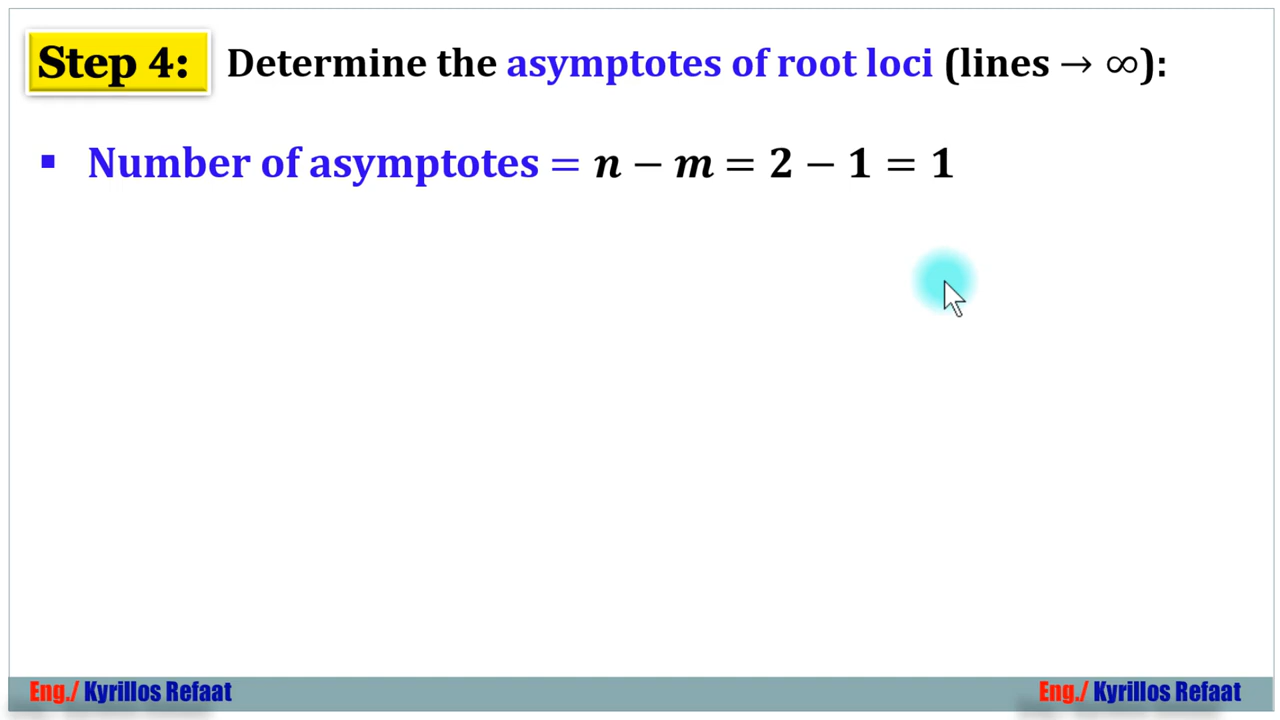 Step 4: Determine the asymptotes of root loci (lines → ∞):
▪ Number of asymptotes = n − m = 2 − 1 = 1
Eng./ Kyrillos Refaat Eng./ Kyrillos Refaat